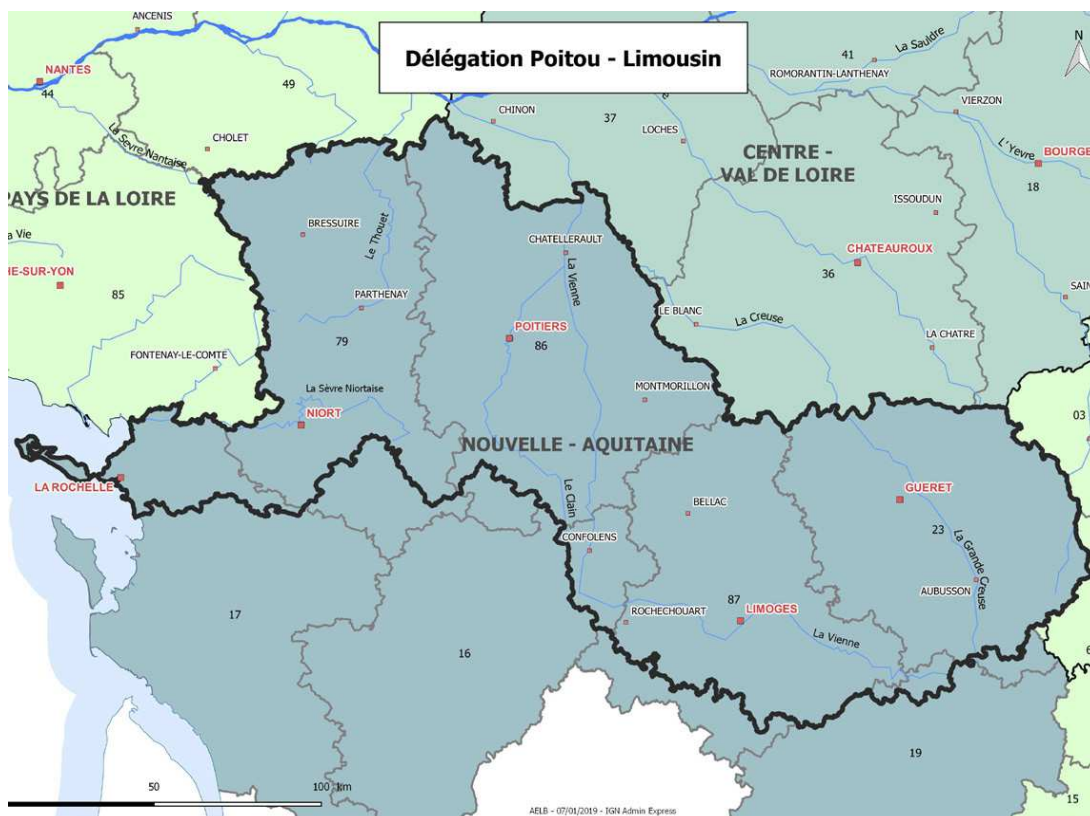 Délégation Poitou - Limousin
N
ANCENIS
NANTES
44
49
La Sèvre Nantaise
CHOLET
PAYS DE LA LOIRE
a Vie
HE-SUR-YON
85
FONTENAY-LE-COMTE
BRESSUIRE
Le Thouet
PARTHENAY
79
La Sèvre Niortaise
NIORT
LA ROCHELLE
CHINON
37
LOCHES
41
La Sauldre
ROMORANTIN-LANTHENAY
VIERZON
L'Yevre
BOURGE
18
CENTRE -
VAL DE LOIRE
ISSOUDUN
CHATEAUROUX
36
SAIN
LE BLANC
La Creuse
LA CHATRE
CHATELLERAULT
La Vienne
POITIERS
86
MONTMORILLON
03
NOUVELLE - AQUITAINE
Le Clain
BELLAC
GUERET
23
La Grande Creuse
AUBUSSON
CONFOLENS
ROCHECHOUART
87
LIMOGES
La Vienne
17
16
19
6
15
50
100 km
AELB - 07/01/2019 - IGN Admin Express